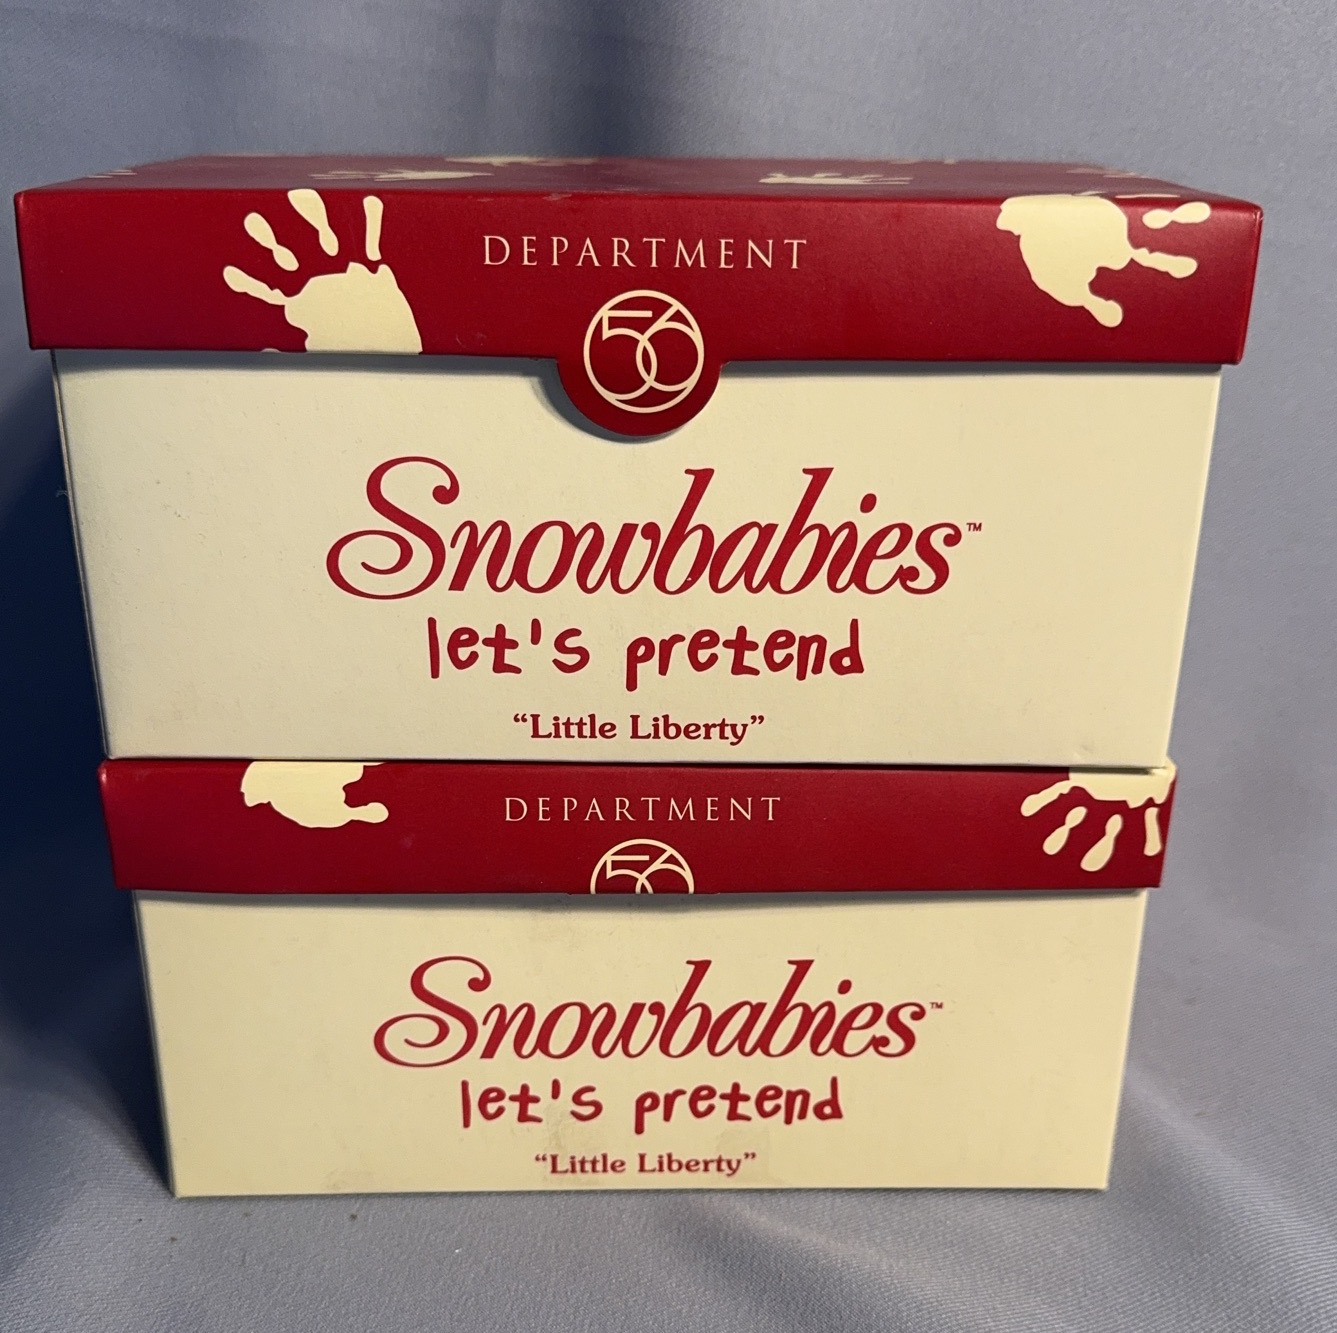 DEPARTMENT
56
Snowbabies™
let's pretend
“Little Liberty”
DEPARTMENT
56
Snowbabies™
let's pretend
“Little Liberty”